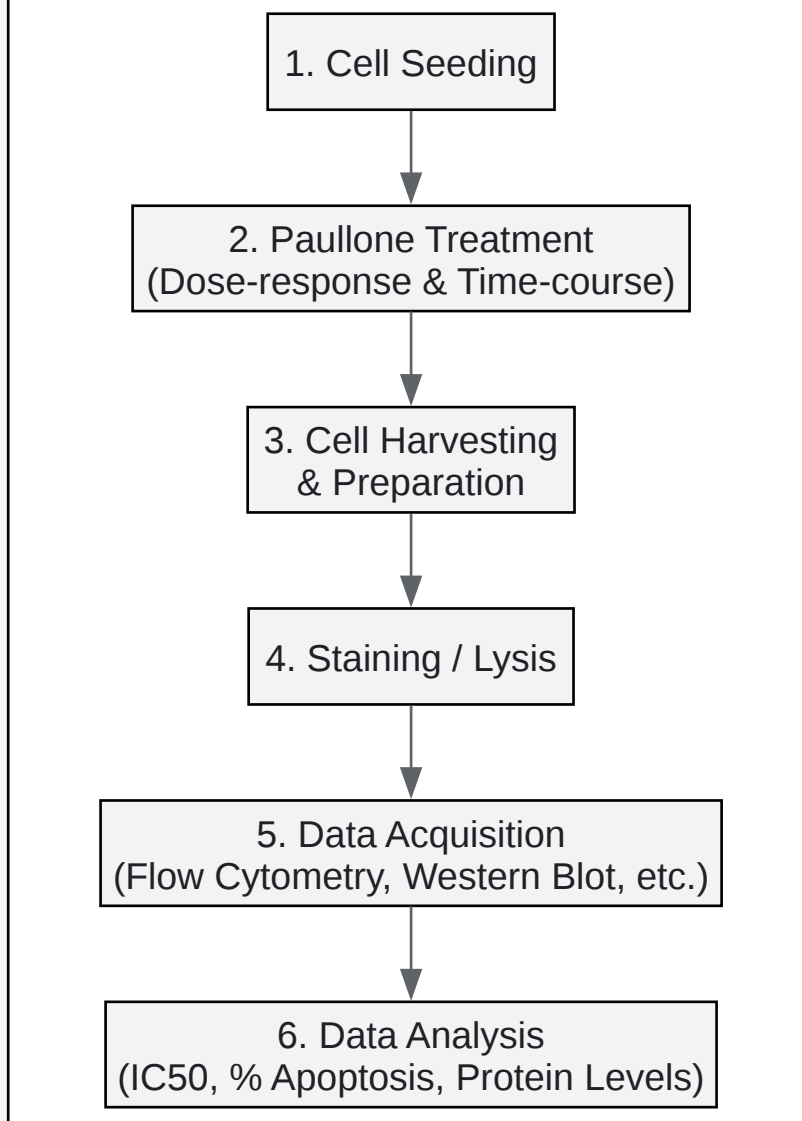 1. Cell Seeding
2. Paullone Treatment
(Dose-response & Time-course)
3. Cell Harvesting
& Preparation
4. Staining / Lysis
5. Data Acquisition
(Flow Cytometry, Western Blot, etc.)
6. Data Analysis
(IC50, % Apoptosis, Protein Levels)